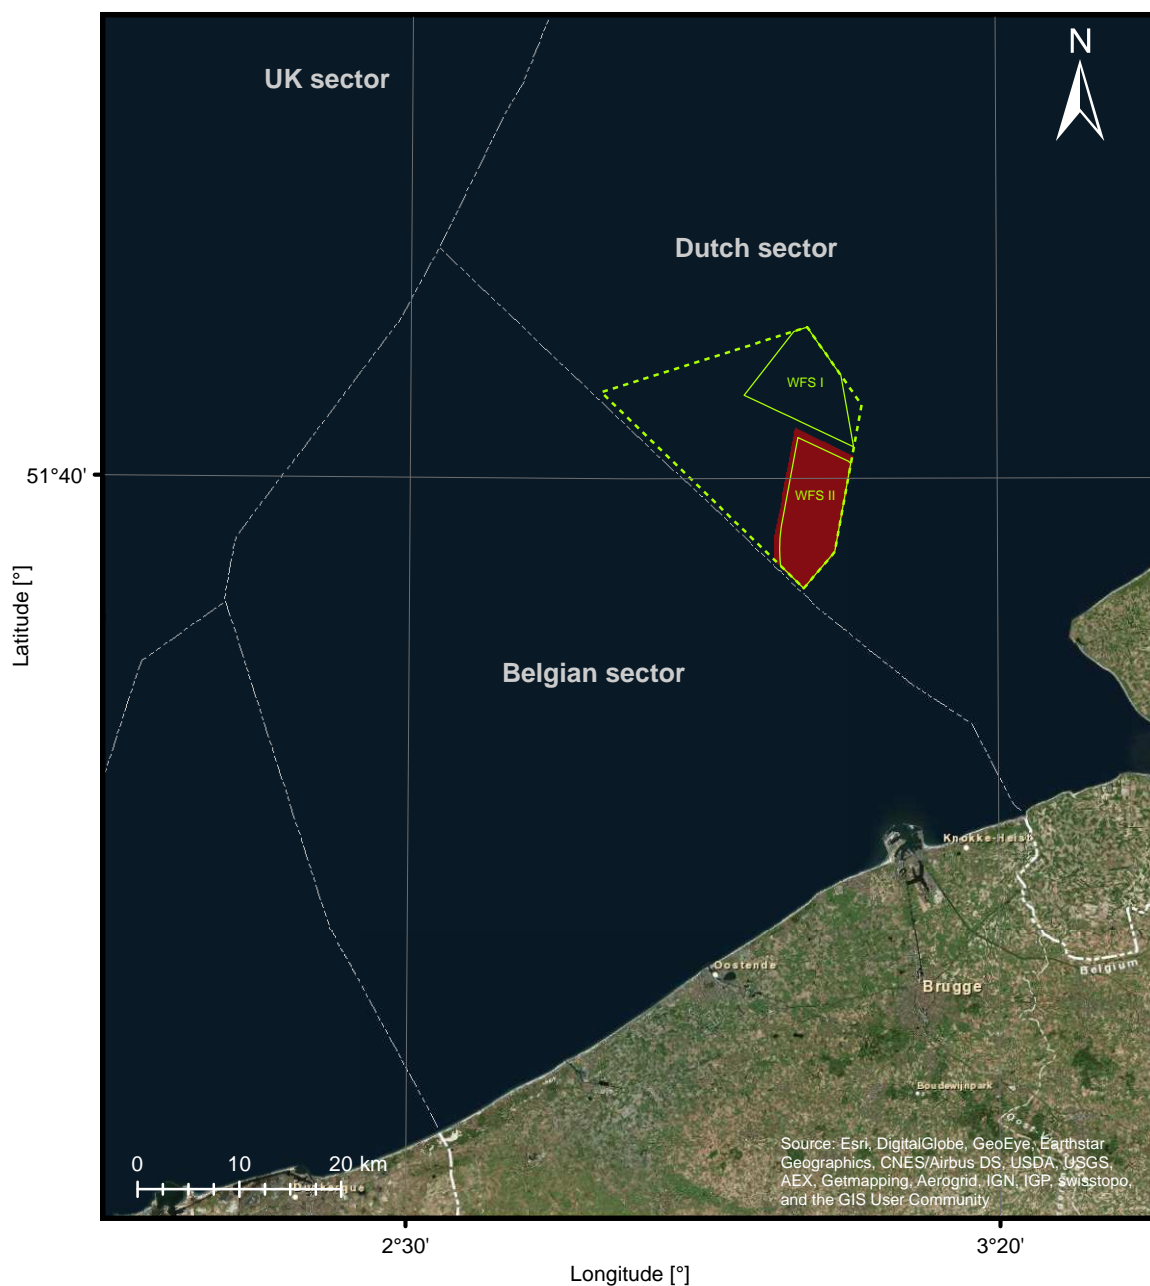 N
UK sector
Dutch sector
WFS I
51°40'
WFS II
Latitude [°]
Belgian sector
Knokke-Heist
Oostende
Belgium
Brugge
Boudewijnpark
0 10 20 km
Source: Esri, DigitalGlobe, GeoEye, Earthstar
Geographics, CNES/Airbus DS, USDA, USGS,
AEX, Getmapping, Aerogrid, IGN, IGP, swisstopo,
and the GIS User Community
Dunkerque
2°30'
3°20'
Longitude [°]